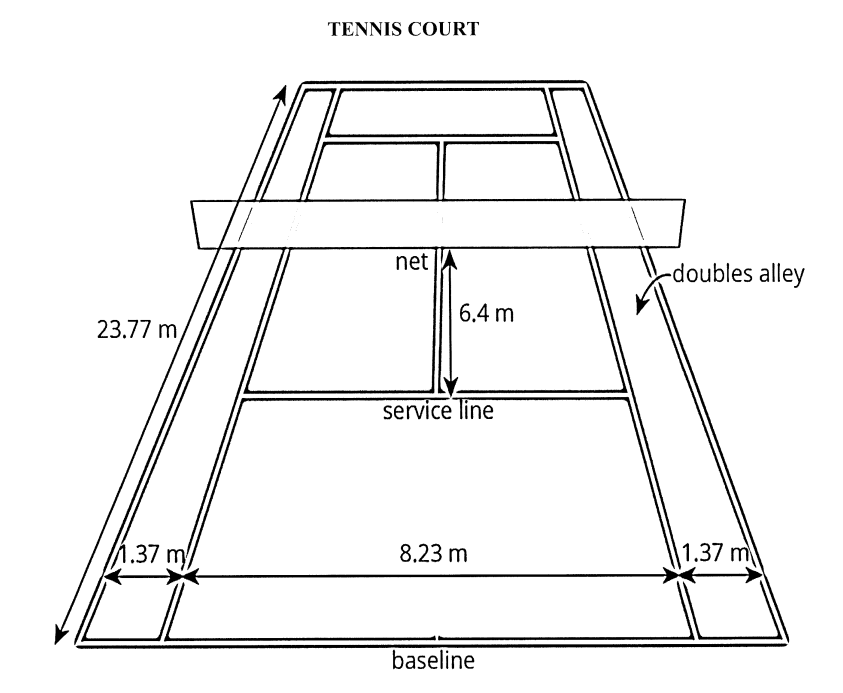 TENNIS COURT
net
doubles alley
6.4 m
23.77 m
service line
1.37 m
8.23 m
1.37 m
baseline